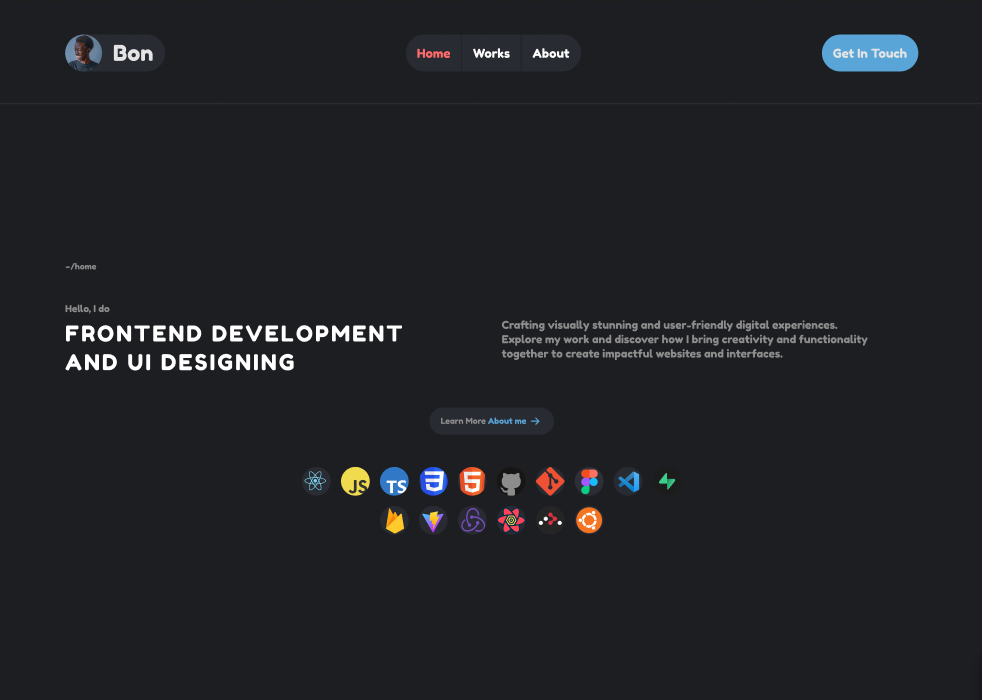 Bon
Home
Works
About
Get In Touch
~/home
Hello, I do
FRONTEND DEVELOPMENT
AND UI DESIGNING
Crafting visually stunning and user-friendly digital experiences.
Explore my work and discover how I bring creativity and functionality
together to create impactful websites and interfaces.
Learn More About me →
JS
TS
3
5